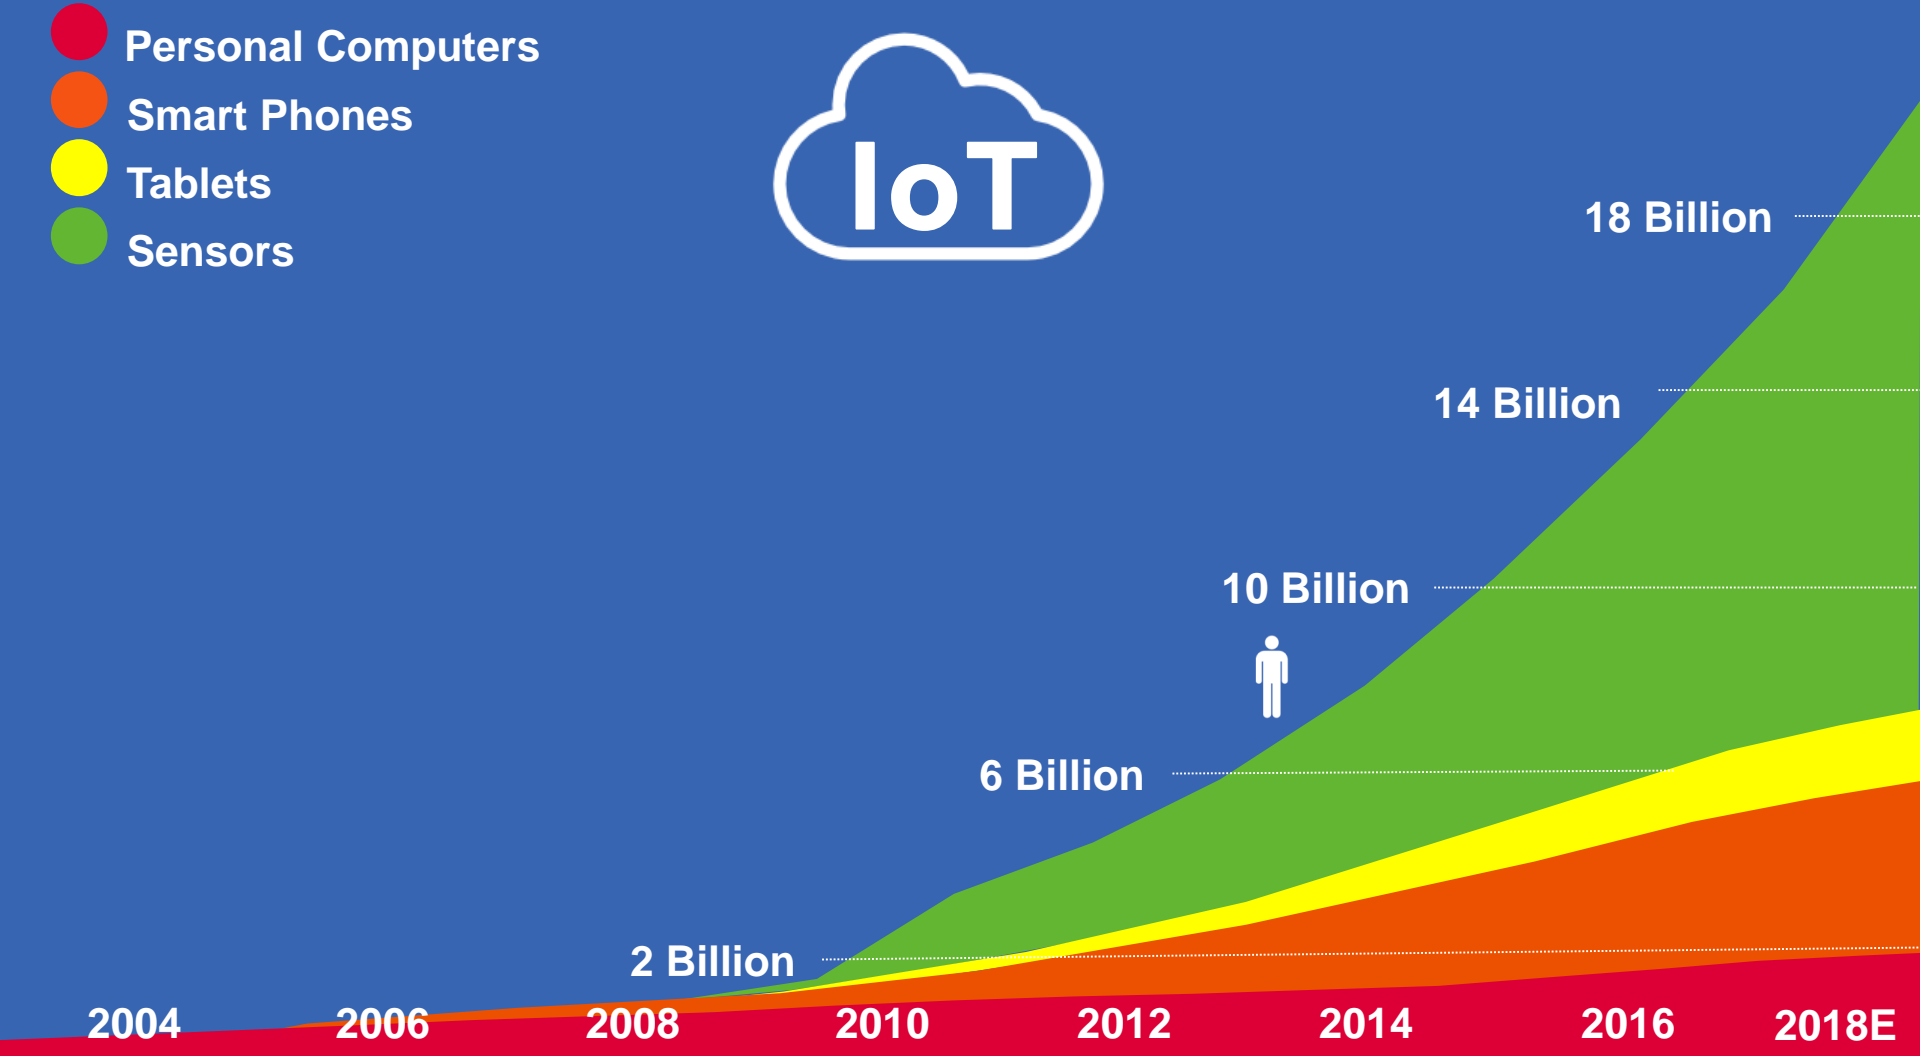 Personal Computers
Smart Phones
Tablets
Sensors
IoT
18 Billion
14 Billion
10 Billion
6 Billion
2 Billion
2004 2006 2008 2010 2012 2014 2016 2018E